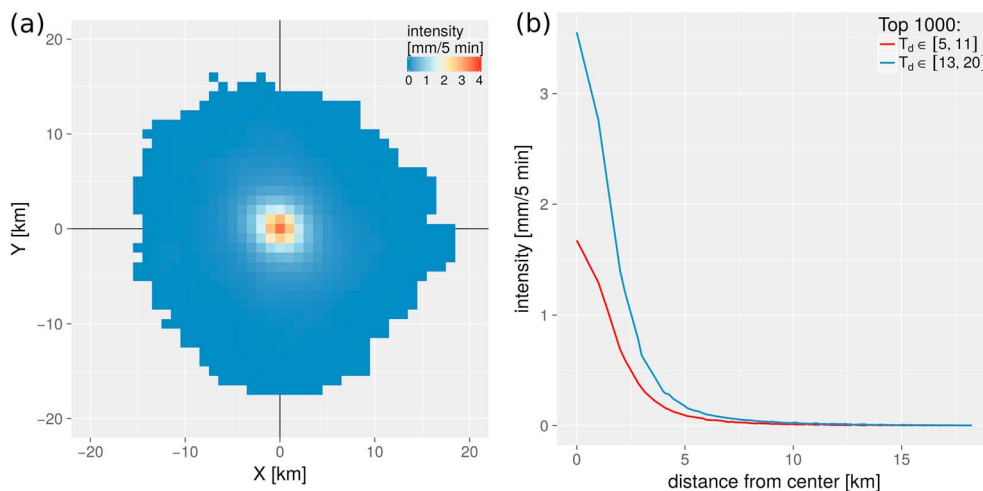 (a)
intensity
[mm/5 min]
0 1 2 3 4
20
10
0
−10
−20
Y [km]
−20 −10 0 10 20
X [km]
(b)
Top 1000:
T_d ∈ [5, 11]
T_d ∈ [13, 20]
3
2
1
0
intensity [mm/5 min]
0 5 10 15
distance from center [km]